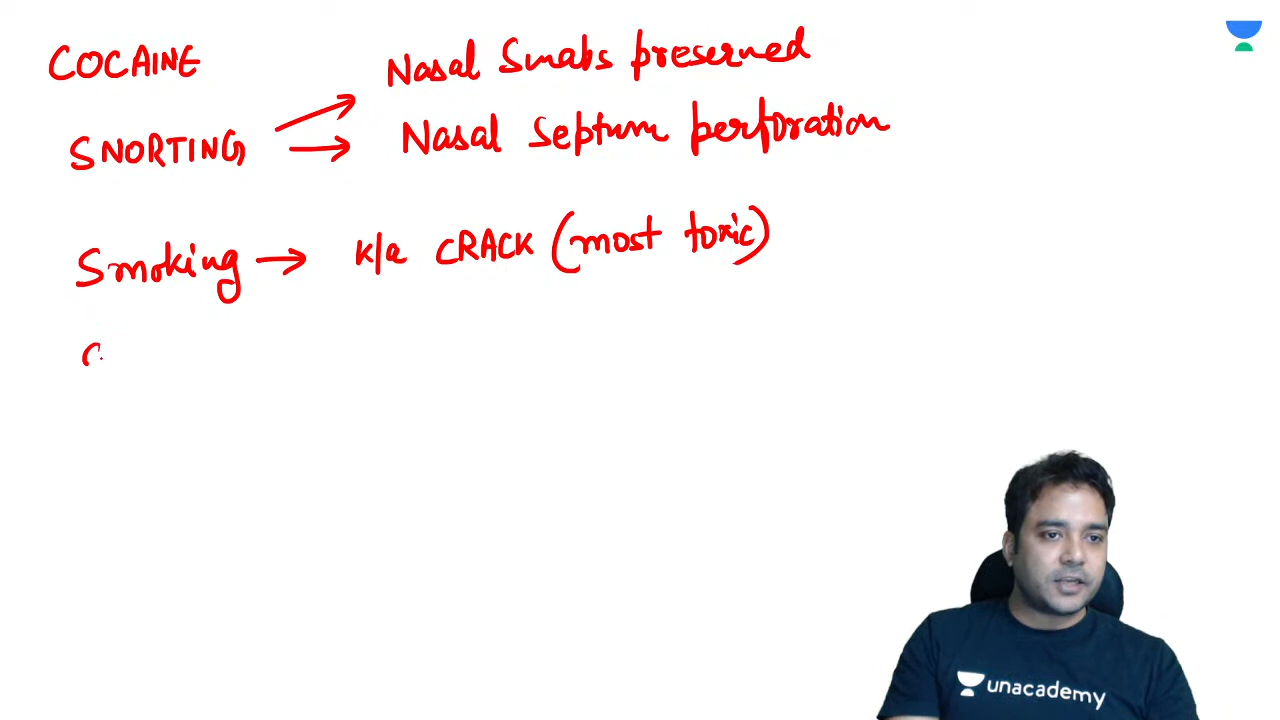 COCAINE
Nasal Swabs preserved
SNORTING
Nasal Septum perforation
Smoking → k/a CRACK (most toxic)
unacademy